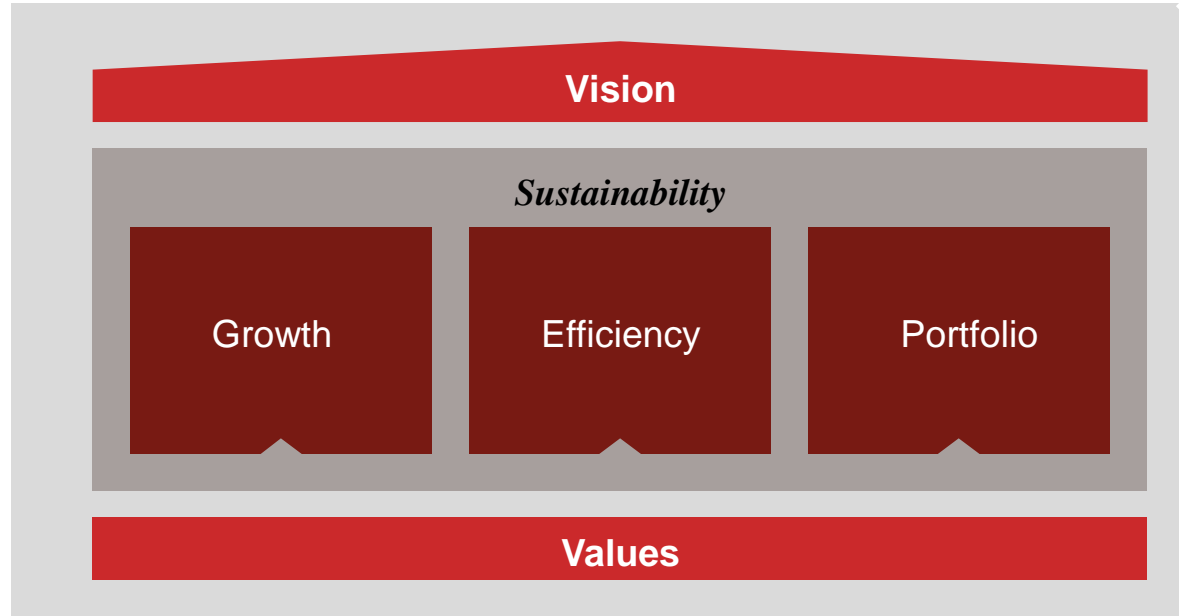 Vision
Sustainability
Growth
Efficiency
Portfolio
Values